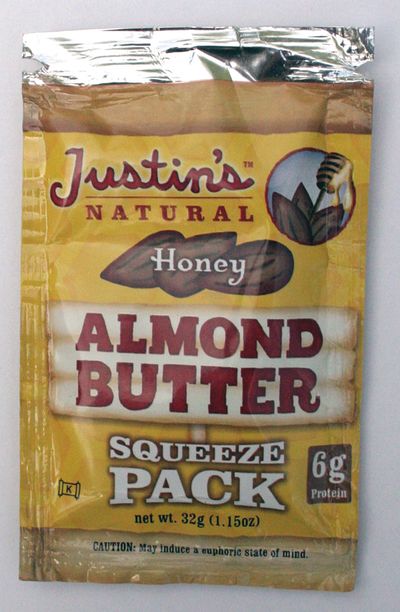 Justin's™
NATURAL
Honey
ALMOND
BUTTER
SQUEEZE
PACK
6g
Protein
K
net wt. 32g (1.15oz)
CAUTION: May induce a euphoric state of mind.